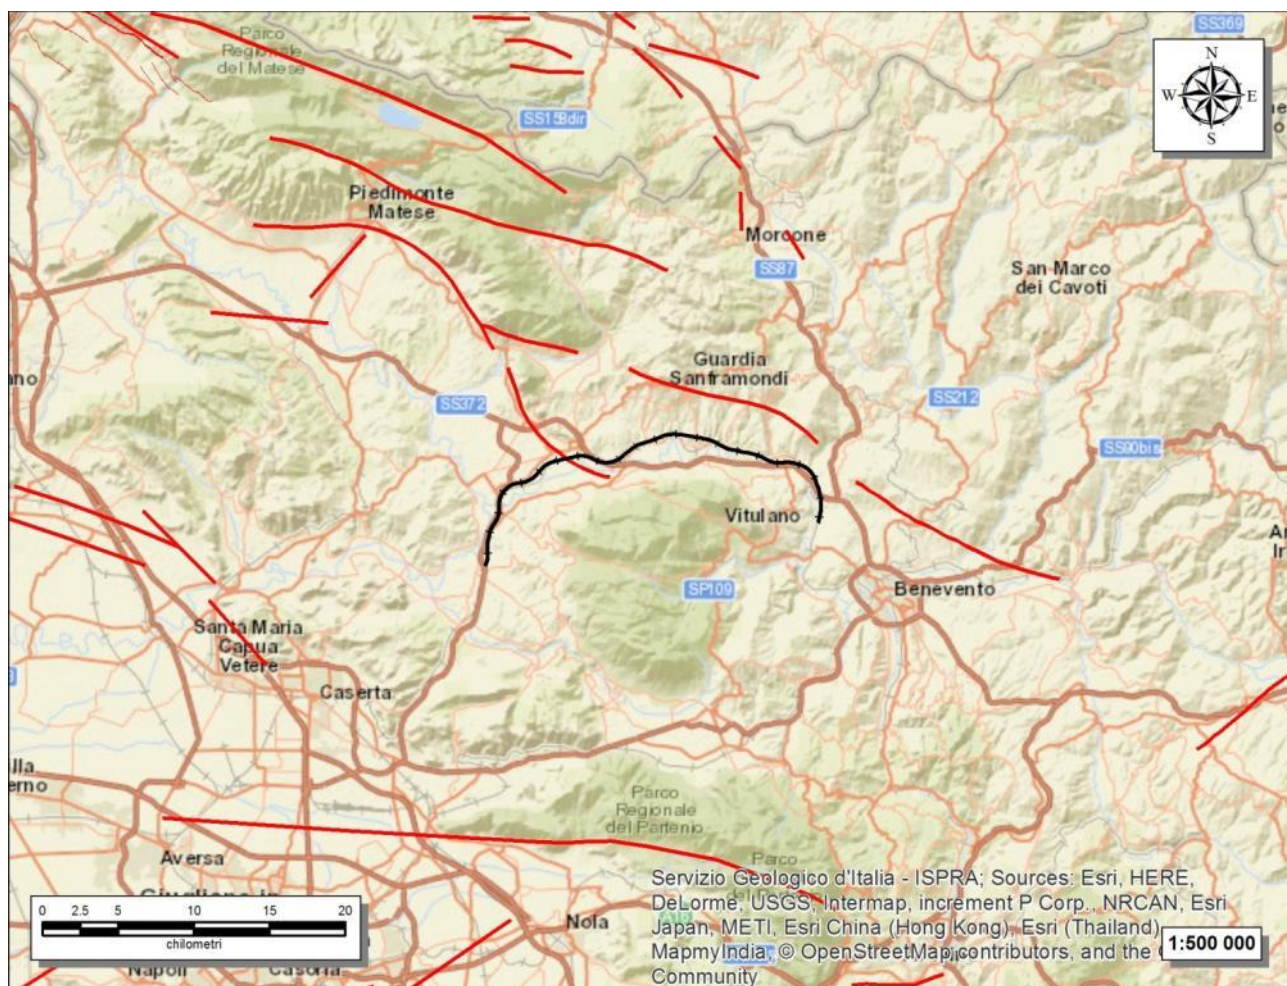 SS369
Parco
Regionale
del Matese
N
W
E
S
SS158dir
Piedimonte
Matese
Morcone
SS87
San Marco
dei Cavoti
Guardia
Sanframondi
ano
SS372
SS212
SS90bis
Vitulano
SP109
Benevento
Santa Maria
Capua
Vetere
Caserta
illa
erno
Parco
Regionale
del Partenio
Parco
Aversa
Servizio Geologico d'Italia - ISPRA; Sources: Esri, HERE,
DeLorme, USGS, Intermap, increment P Corp., NRCAN, Esri
Japan, METI, Esri China (Hong Kong), Esri (Thailand),
MapmyIndia, © OpenStreetMap contributors, and the
Community
0 2.5 5 10 15 20
chilometri
Nola
1:500 000
Napoli
Casoria